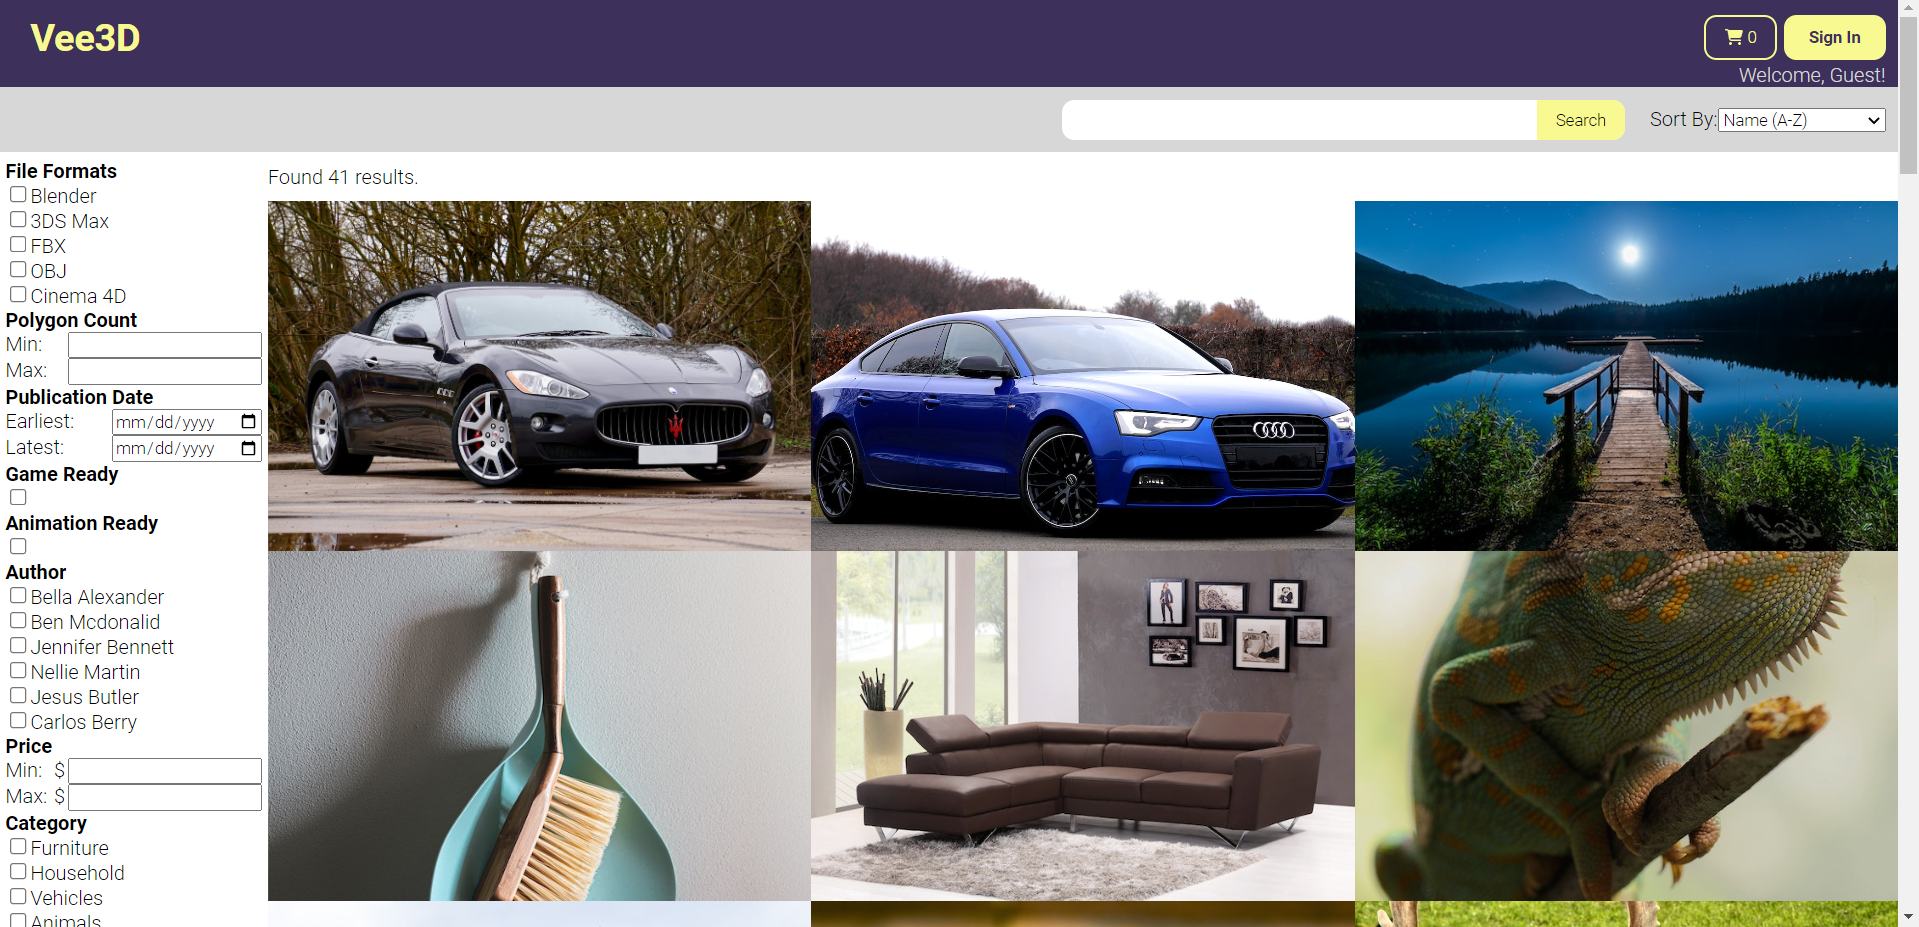 Vee3D
0
Sign In
Welcome, Guest!
Search
Sort By: Name (A-Z)
File Formats
Blender
3DS Max
FBX
OBJ
Cinema 4D
Polygon Count
Min:
Max:
Publication Date
Earliest: mm/dd/yyyy
Latest: mm/dd/yyyy
Game Ready
Animation Ready
Author
Bella Alexander
Ben Mcdonalid
Jennifer Bennett
Nellie Martin
Jesus Butler
Carlos Berry
Price
Min: $
Max: $
Category
Furniture
Household
Vehicles
Animals
Found 41 results.